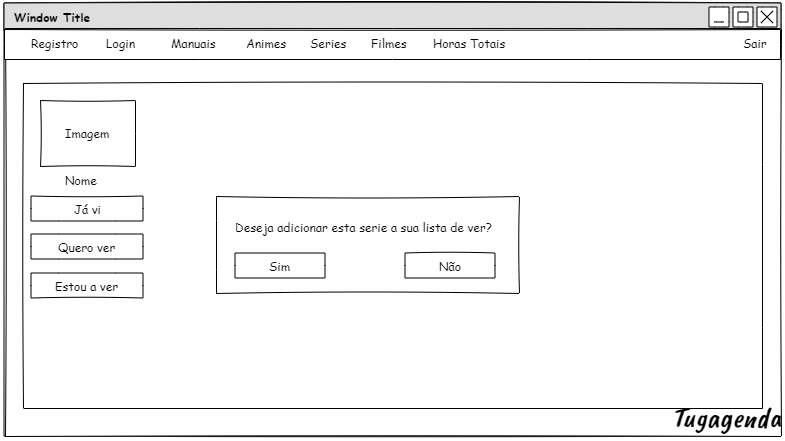 Window Title
Registro Login Manuais Animes Series Filmes Horas Totais Sair
Imagem
Nome
Já vi
Quero ver
Estou a ver
Deseja adicionar esta serie a sua lista de ver?
Sim Não
Tugagenda